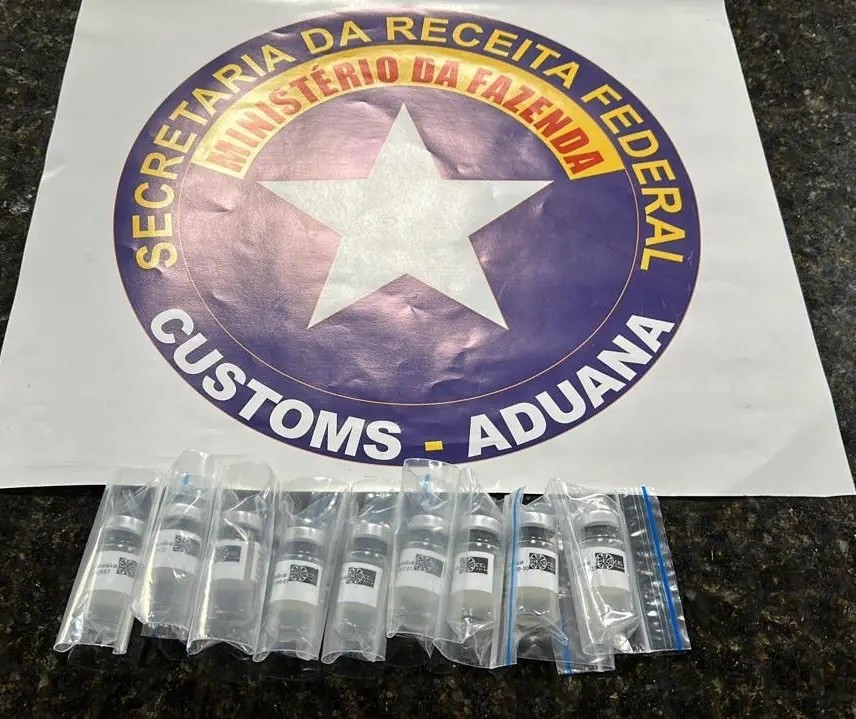 SECRETARIA DA RECEITA FEDERAL
MINISTÉRIO DA FAZENDA
CUSTOMS - ADUANA